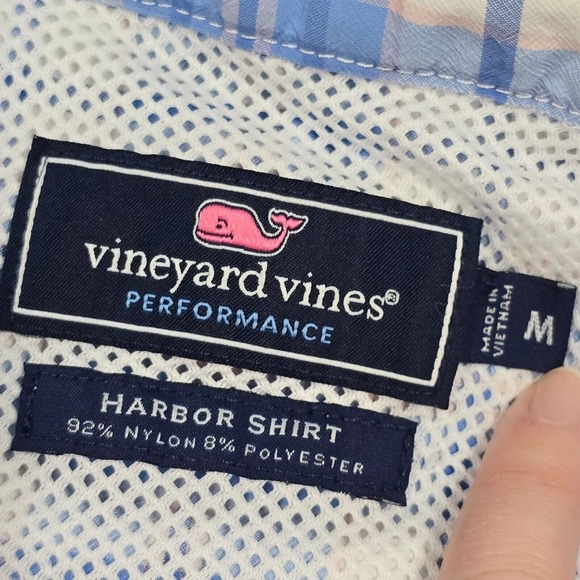 vineyard vines®
PERFORMANCE
MADE IN
VIETNAM
M
HARBOR SHIRT
92% NYLON 8% POLYESTER